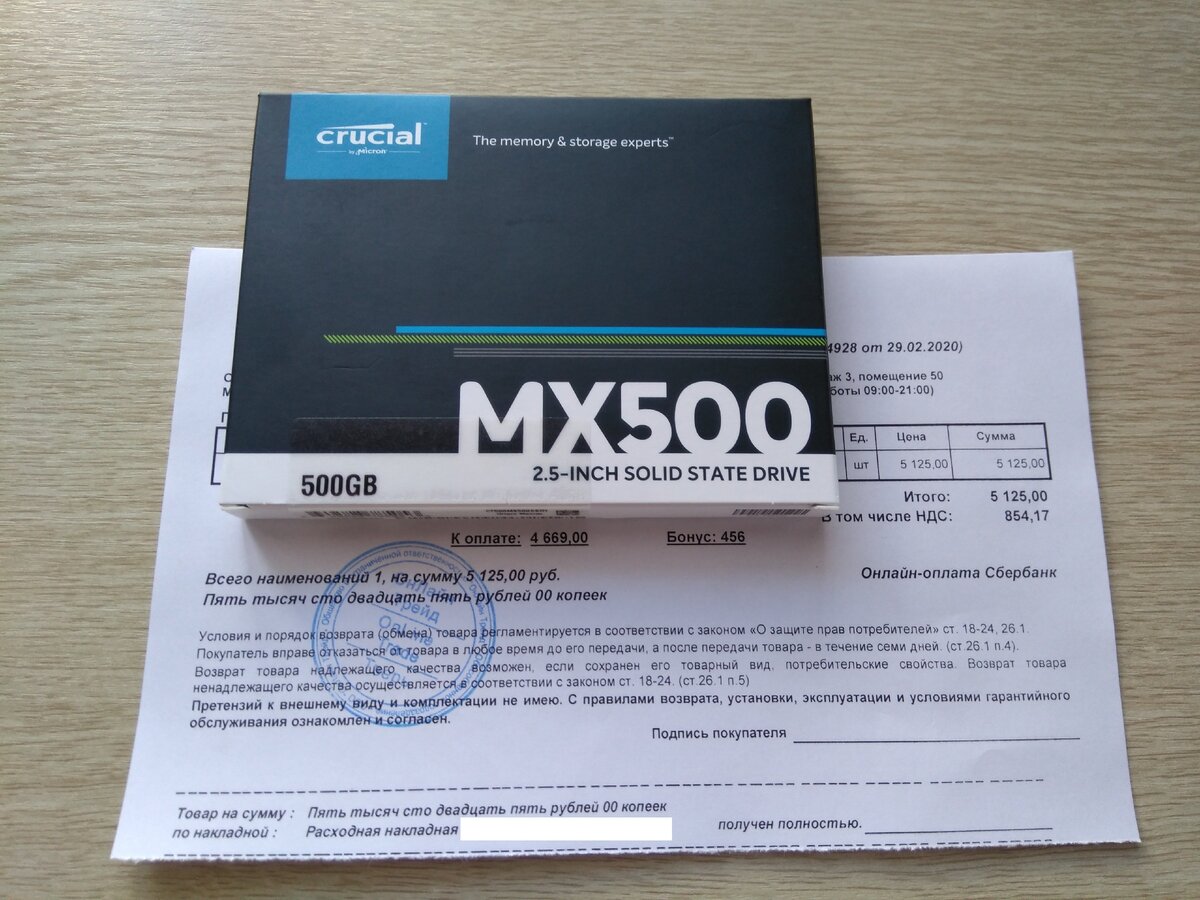 crucial
by Micron
The memory & storage experts™
MX500
2.5-INCH SOLID STATE DRIVE
500GB
4928 от 29.02.2020)
аж 3, помещение 50
боты 09:00-21:00)
Ед. Цена Сумма
шт 5 125,00 5 125,00
Итого: 5 125,00
В том числе НДС: 854,17
К оплате: 4 669,00 Бонус: 456
Всего наименований 1, на сумму 5 125,00 руб.
Онлайн-оплата Сбербанк
Пять тысяч сто двадцать пять рублей 00 копеек
Онлайн
Трейд
OnLine
Trade
Условия и порядок возврата (обмена) товара регламентируется в соответствии с законом «О защите прав потребителей» ст. 18-24, 26.1.
Покупатель вправе отказаться от товара в любое время до его передачи, а после передачи товара - в течение семи дней. (ст.26.1 п.4).
Возврат товара надлежащего качества возможен, если сохранен его товарный вид, потребительские свойства. Возврат товара
ненадлежащего качества осуществляется в соответствии с законом ст. 18-24. (ст.26.1 п.5)
Претензий к внешнему виду и комплектации не имею. С правилами возврата, установки, эксплуатации и условиями гарантийного
обслуживания ознакомлен и согласен.
Подпись покупателя
Товар на сумму : Пять тысяч сто двадцать пять рублей 00 копеек
по накладной : Расходная накладная получен полностью.